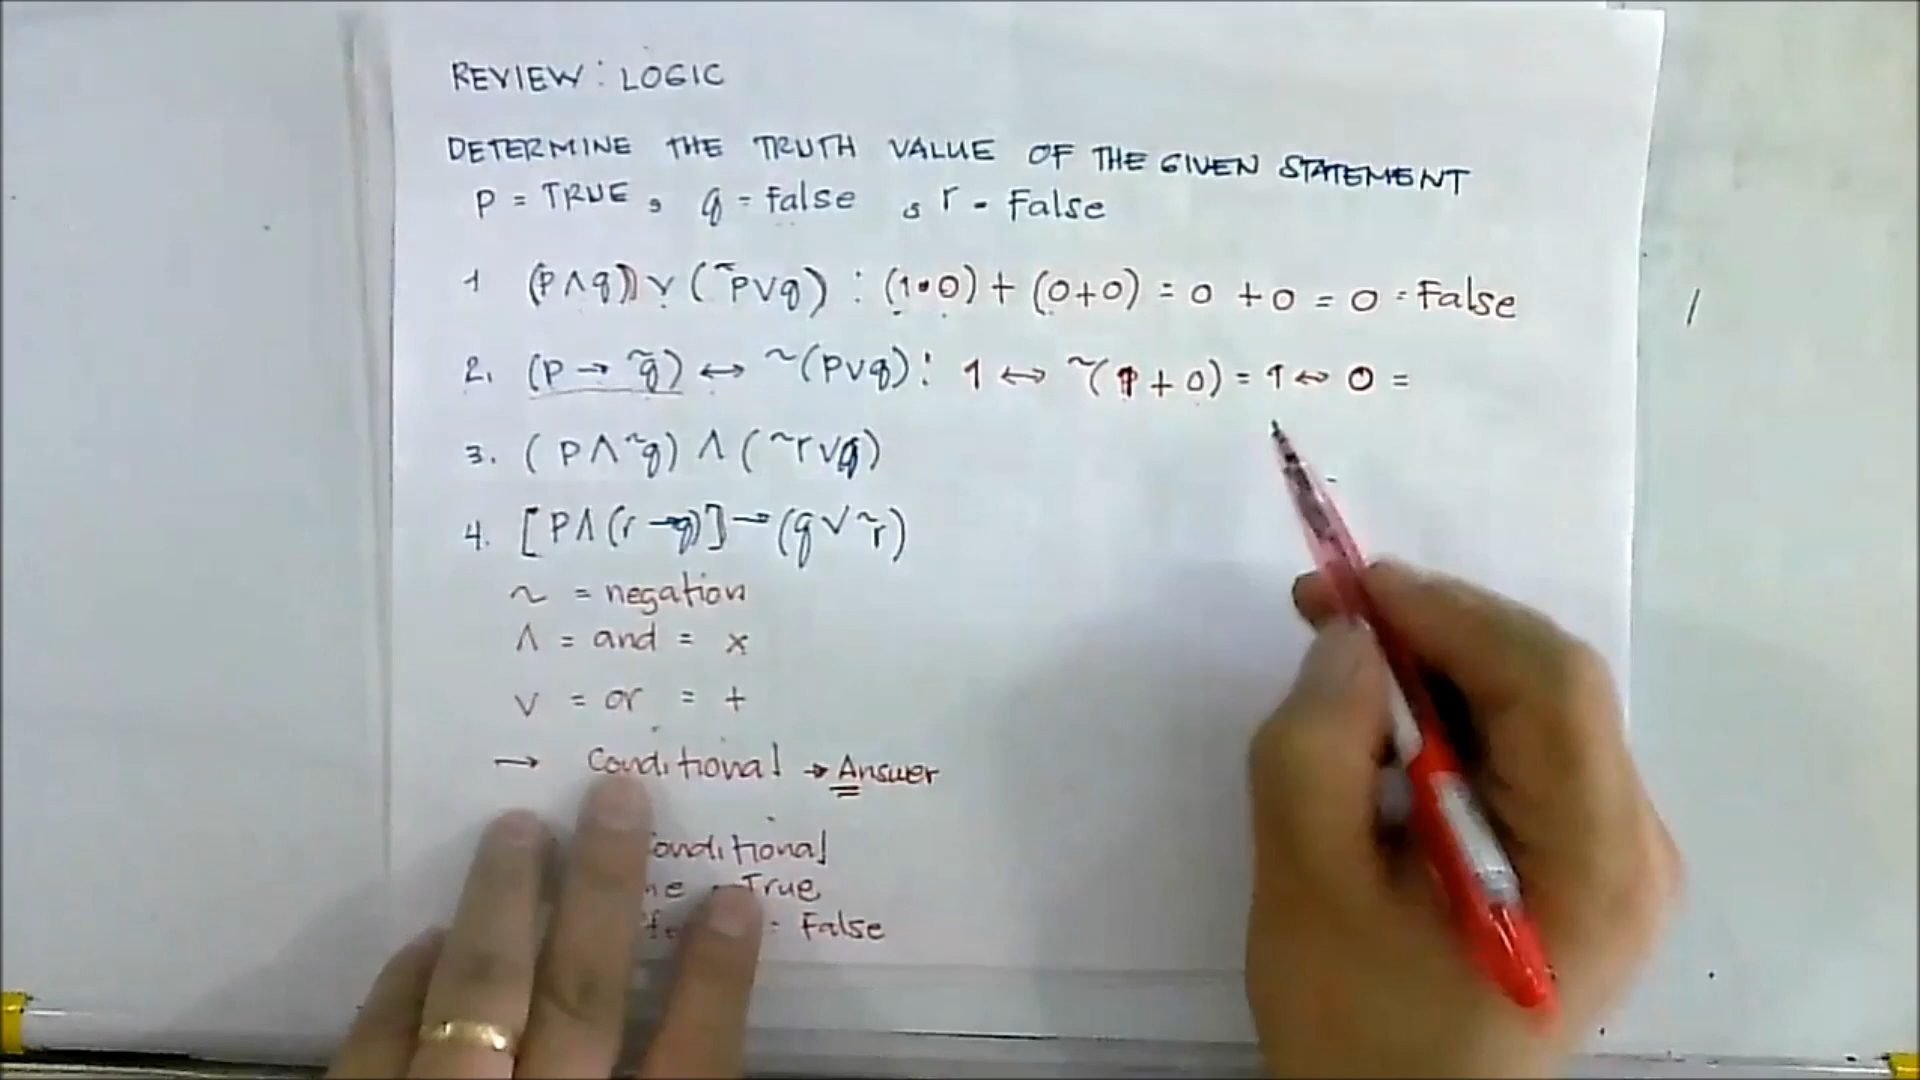 REVIEW: LOGIC
DETERMINE THE TRUTH VALUE OF THE GIVEN STATEMENT
P = TRUE, q = false, r = False
1 (P∧q) ∨ (~p∨q) : (1•0) + (0+0) = 0 + 0 = 0 = False
2. (P → ~q) ↔ ~(p∨q) : 1 ↔ ~(1 + 0) = 1 ↔ 0 =
3. (P∧~q) ∧ (~r∨q)
4. [P∧(r→q)] → (q∨~r)
~ = negation
∧ = and = x
∨ = or = +
→ Conditional → Answer
onditional
True
= False